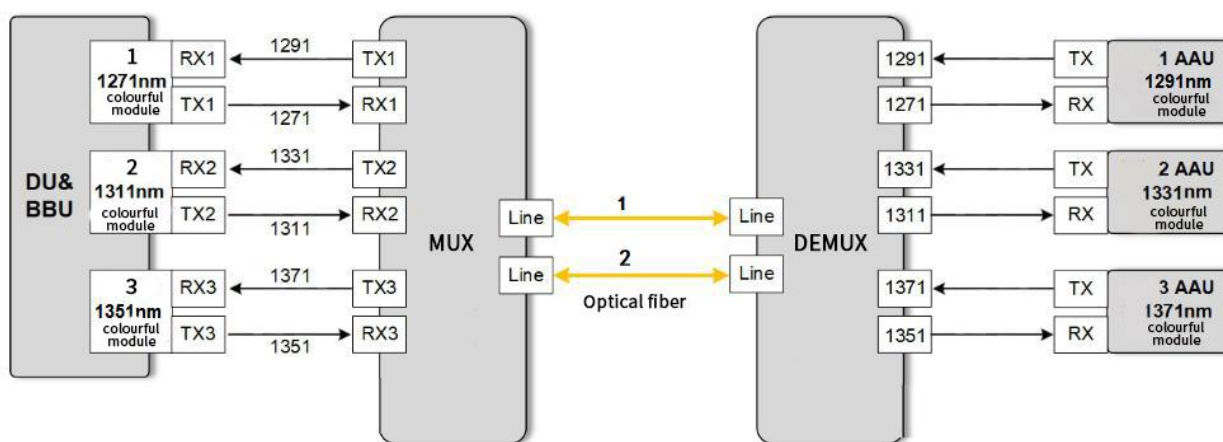 DU&
BBU
1
1271nm
colourful
module
RX1
TX1
1291
1271
2
1311nm
colourful
module
RX2
TX2
1331
1311
3
1351nm
colourful
module
RX3
TX3
1371
1351
TX1
RX1
TX2
RX2
TX3
RX3
MUX
Line
Line
1
2
Optical fiber
Line
Line
DEMUX
1291
1271
1331
1311
1371
1351
TX
RX
1 AAU
1291nm
colourful
module
TX
RX
2 AAU
1331nm
colourful
module
TX
RX
3 AAU
1371nm
colourful
module